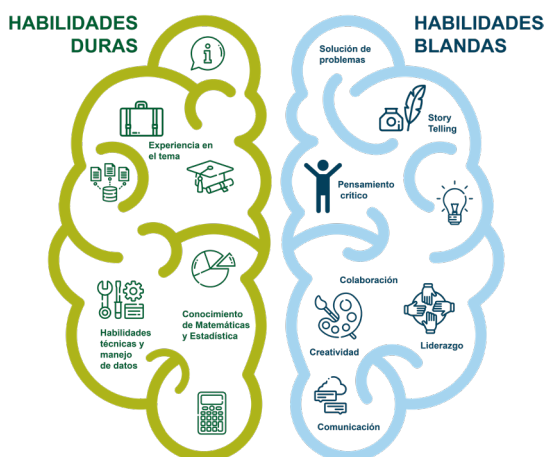 HABILIDADES
DURAS
Experiencia en
el tema
Habilidades
técnicas y
manejo
de datos
Conocimiento
de Matemáticas
y Estadística
HABILIDADES
BLANDAS
Solución de
problemas
Story
Telling
Pensamiento
crítico
Colaboración
Creatividad
Liderazgo
Comunicación